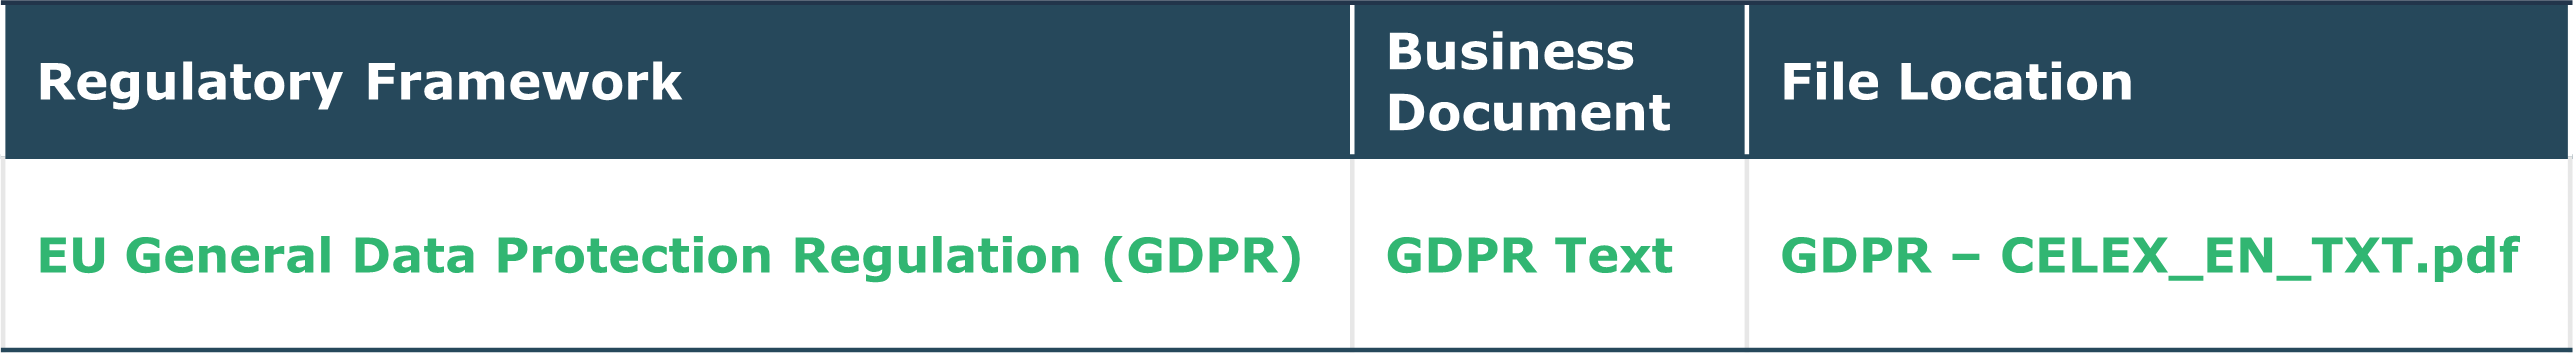 Regulatory Framework
Business
Document
File Location
EU General Data Protection Regulation (GDPR)
GDPR Text
GDPR – CELEX_EN_TXT.pdf